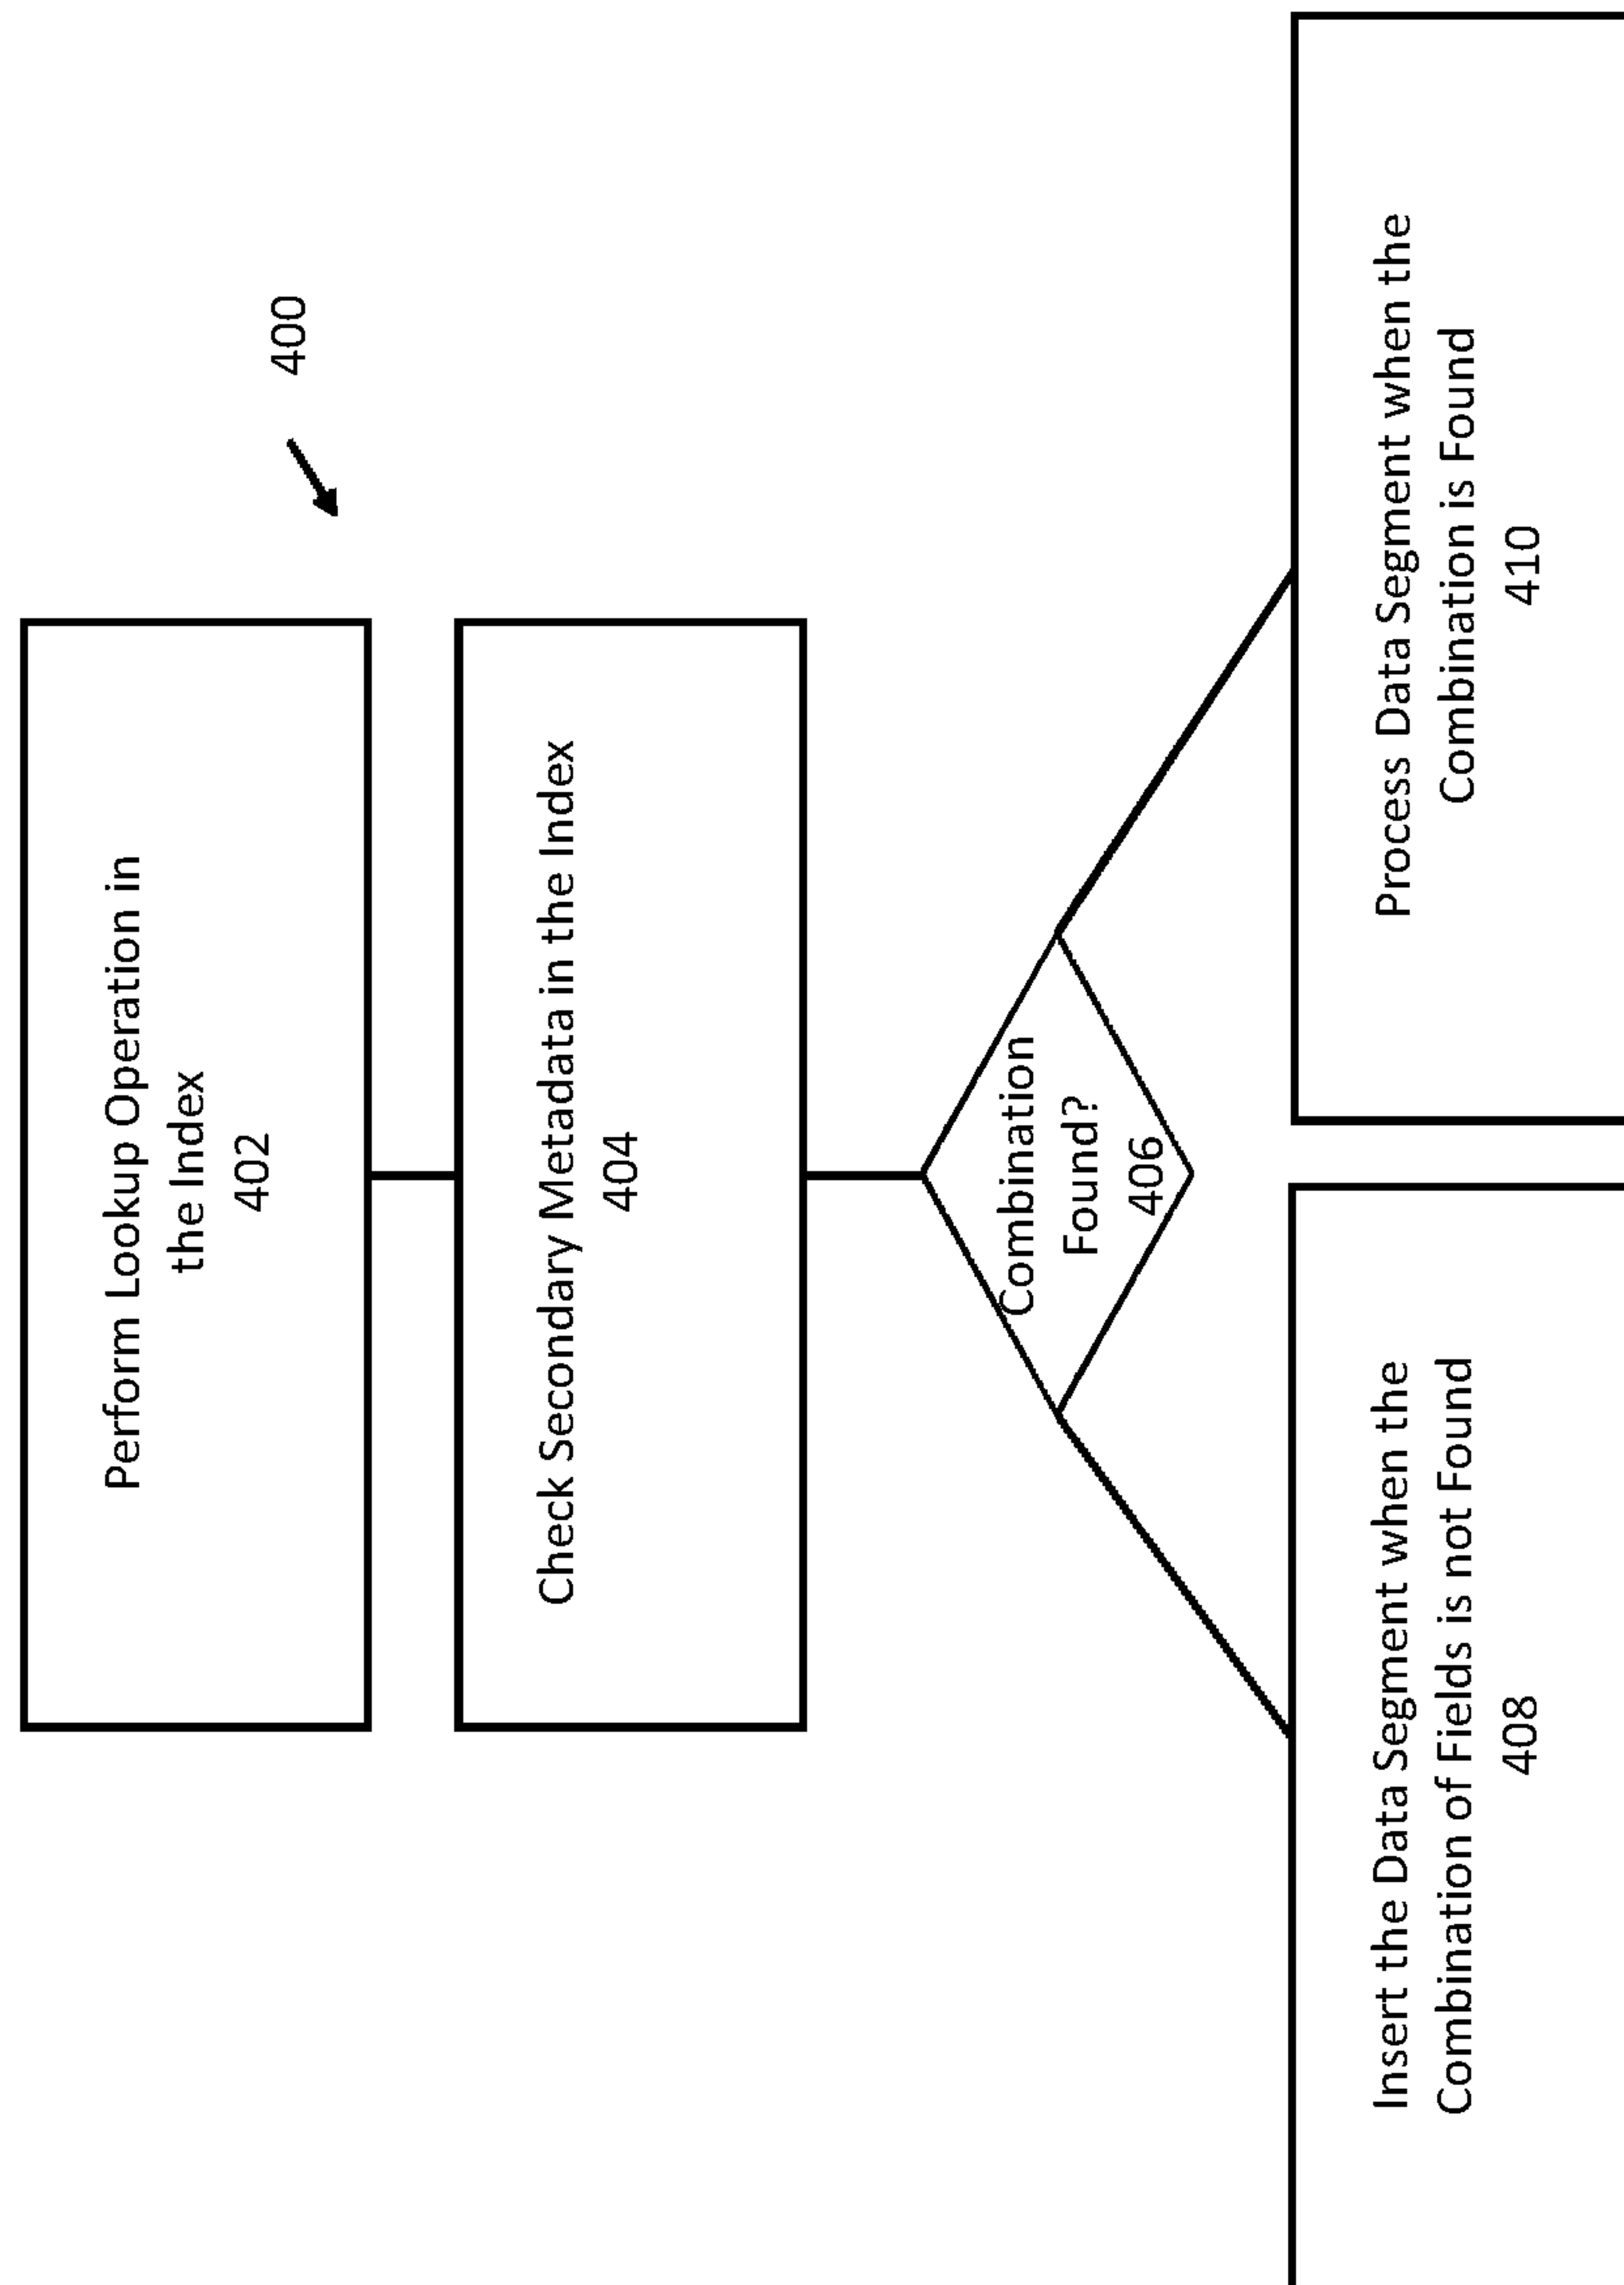 Perform Lookup Operation in
the Index
402
400
Check Secondary Metadata in the Index
404
Combination
Found?
406
Insert the Data Segment when the
Combination of Fields is not Found
408
Process Data Segment when the
Combination is Found
410